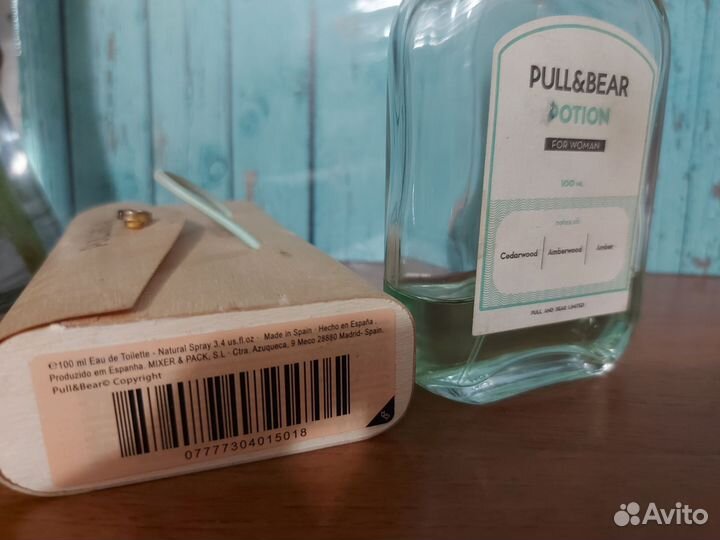 PULL&BEAR
POTION
FOR WOMAN
100 ML
Cedarwood | Amberwood | Amber
PULL AND BEAR LIMITED
℮100 ml Eau de Toilette - Natural Spray 3.4 us.fl.oz · Made in Spain · Hecho en España .
Produzido em Espanha. MIXER & PACK, S.L · Ctra. Azuqueca, 9 Meco 28880 Madrid- Spain.
Pull&Bear© Copyright
07777304015018
Avito